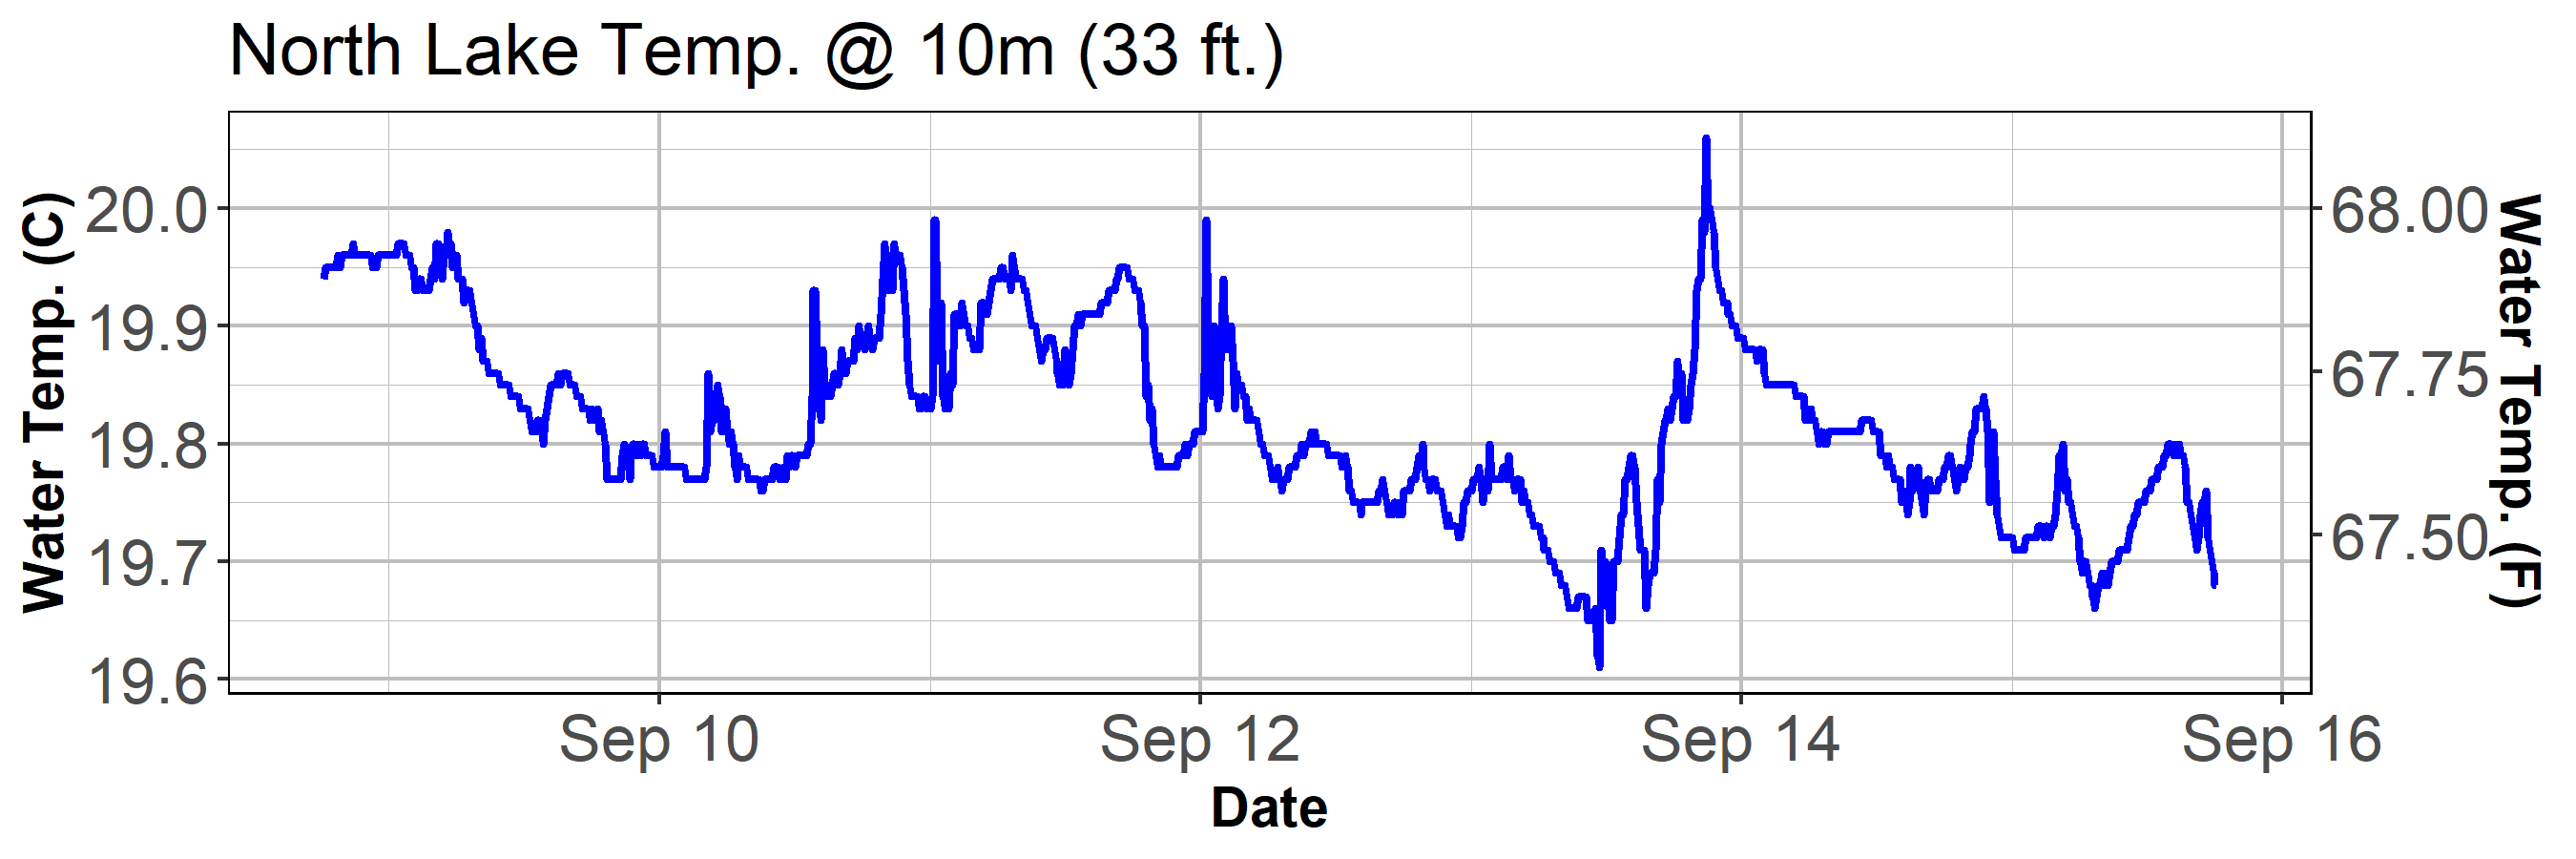 North Lake Temp. @ 10m (33 ft.)
Water Temp. (C)
20.0
19.9
19.8
19.7
19.6
68.00
67.75
67.50
Water Temp. (F)
Sep 10
Sep 12
Sep 14
Sep 16
Date